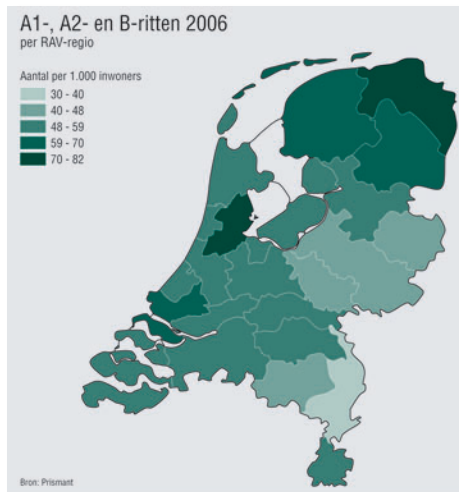 A1-, A2- en B-ritten 2006
per RAV-regio
Aantal per 1.000 inwoners
30 - 40
40 - 48
48 - 59
59 - 70
70 - 82
Bron: Prismant